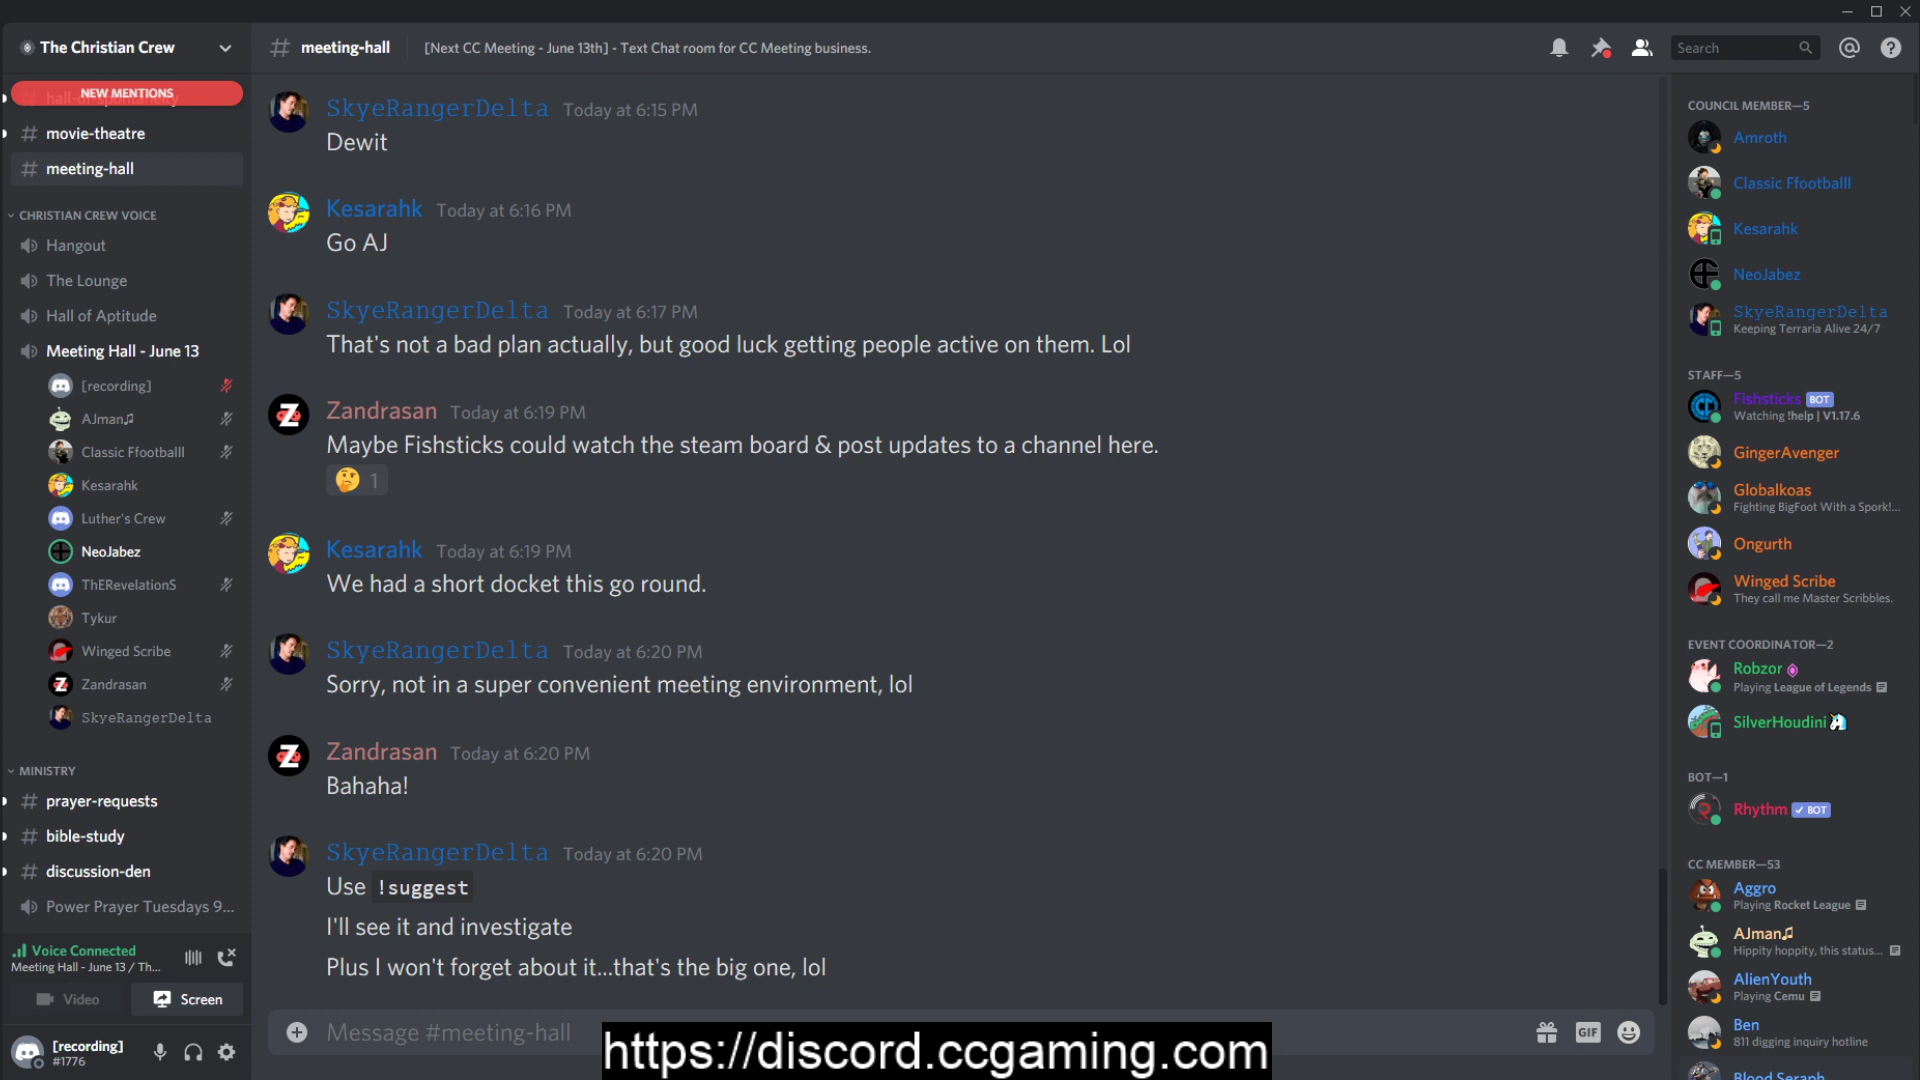 The Christian Crew
NEW MENTIONS
hall-of-spontaneity
# movie-theatre
# meeting-hall
CHRISTIAN CREW VOICE
Hangout
The Lounge
Hall of Aptitude
Meeting Hall - June 13
[recording]
AJman♫
Classic Ffootballl
Kesarahk
Luther's Crew
NeoJabez
ThERevelationS
Tykur
Winged Scribe
Zandrasan
SkyeRangerDelta
MINISTRY
# prayer-requests
# bible-study
# discussion-den
Power Prayer Tuesdays 9...
Voice Connected
Meeting Hall - June 13 / Th...
Video
Screen
[recording]
#1776
# meeting-hall
[Next CC Meeting - June 13th] - Text Chat room for CC Meeting business.
Search
SkyeRangerDelta Today at 6:15 PM
Dewit
Kesarahk Today at 6:16 PM
Go AJ
SkyeRangerDelta Today at 6:17 PM
That's not a bad plan actually, but good luck getting people active on them. Lol
Zandrasan Today at 6:19 PM
Maybe Fishsticks could watch the steam board & post updates to a channel here.
🤔 1
Kesarahk Today at 6:19 PM
We had a short docket this go round.
SkyeRangerDelta Today at 6:20 PM
Sorry, not in a super convenient meeting environment, lol
Zandrasan Today at 6:20 PM
Bahaha!
SkyeRangerDelta Today at 6:20 PM
Use !suggest
I'll see it and investigate
Plus I won't forget about it...that's the big one, lol
Message #meeting-hall
GIF
https://discord.ccgaming.com
COUNCIL MEMBER—5
Amroth
Classic Ffootballl
Kesarahk
NeoJabez
SkyeRangerDelta
Keeping Terraria Alive 24/7
STAFF—5
Fishsticks BOT
Watching !help | V1.17.6
GingerAvenger
Globalkoas
Fighting BigFoot With a Spork!...
Ongurth
Winged Scribe
They call me Master Scribbles.
EVENT COORDINATOR—2
Robzor
Playing League of Legends
SilverHoudini
BOT—1
Rhythm ✓ BOT
CC MEMBER—53
Aggro
Playing Rocket League
AJman♫
Hippity hoppity, this status...
AlienYouth
Playing Cemu
Ben
811 digging inquiry hotline
Blood Seraph